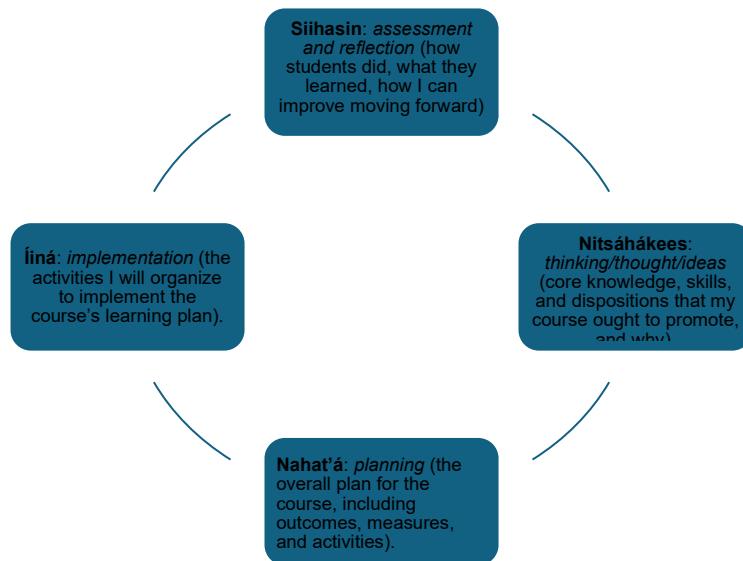 Siihasin: assessment
and reflection (how
students did, what they
learned, how I can
improve moving forward)
Nitsáhákees:
thinking/thought/ideas
(core knowledge, skills,
and dispositions that my
course ought to promote,
and why)
Nahat’á: planning (the
overall plan for the
course, including
outcomes, measures,
and activities).
Íiná: implementation (the
activities I will organize
to implement the
course’s learning plan).